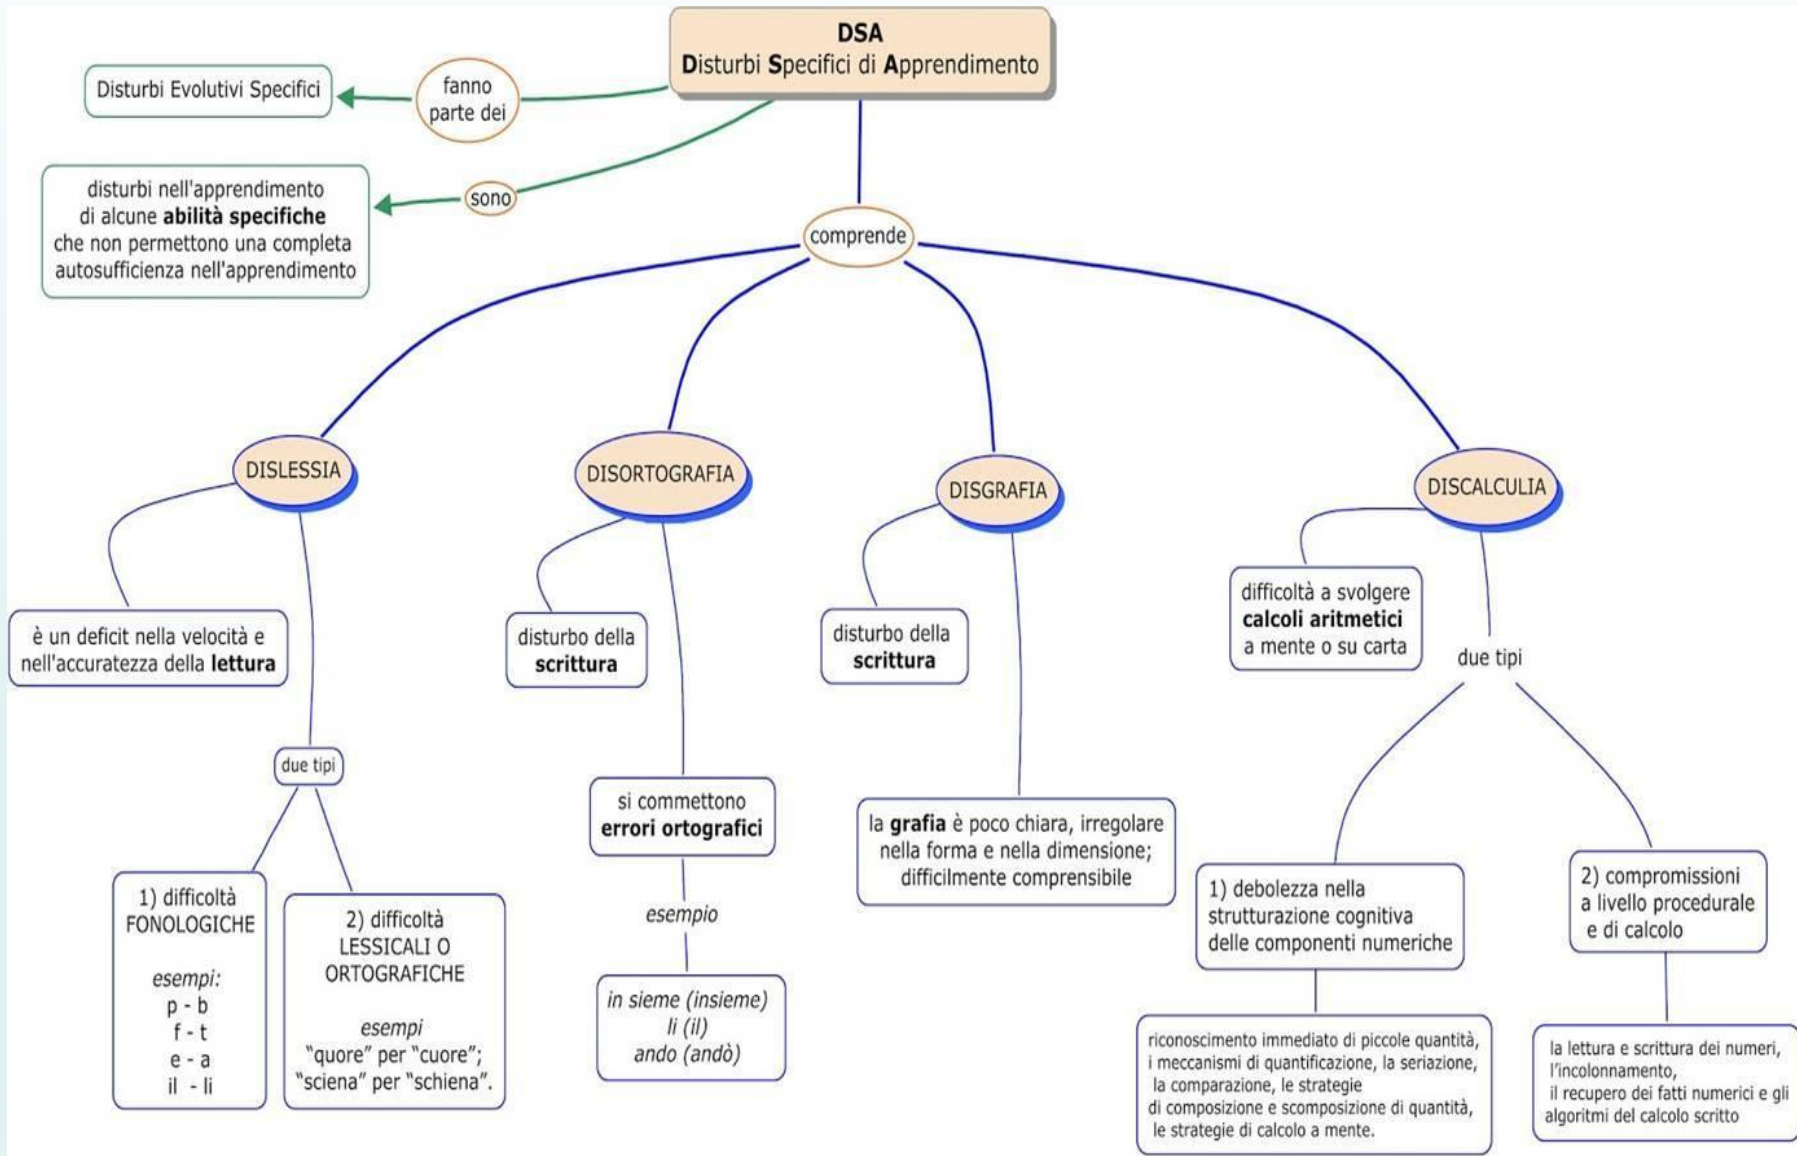 DSA
Disturbi Specifici di Apprendimento
fanno
parte dei
Disturbi Evolutivi Specifici
sono
disturbi nell'apprendimento
di alcune abilità specifiche
che non permettono una completa
autosufficienza nell'apprendimento
comprende
DISLESSIA
è un deficit nella velocità e
nell'accuratezza della lettura
due tipi
1) difficoltà
FONOLOGICHE
esempi:
p - b
f - t
e - a
il - li
2) difficoltà
LESSICALI O
ORTOGRAFICHE
esempi
"quore" per "cuore";
"sciena" per "schiena".
DISORTOGRAFIA
disturbo della
scrittura
si commettono
errori ortografici
esempio
in sieme (insieme)
li (il)
ando (andò)
DISGRAFIA
disturbo della
scrittura
la grafia è poco chiara, irregolare
nella forma e nella dimensione;
difficilmente comprensibile
DISCALCULIA
difficoltà a svolgere
calcoli aritmetici
a mente o su carta
due tipi
1) debolezza nella
strutturazione cognitiva
delle componenti numeriche
riconoscimento immediato di piccole quantità,
i meccanismi di quantificazione, la seriazione,
la comparazione, le strategie
di composizione e scomposizione di quantità,
le strategie di calcolo a mente.
2) compromissioni
a livello procedurale
e di calcolo
la lettura e scrittura dei numeri,
l'incolonnamento,
il recupero dei fatti numerici e gli
algoritmi del calcolo scritto